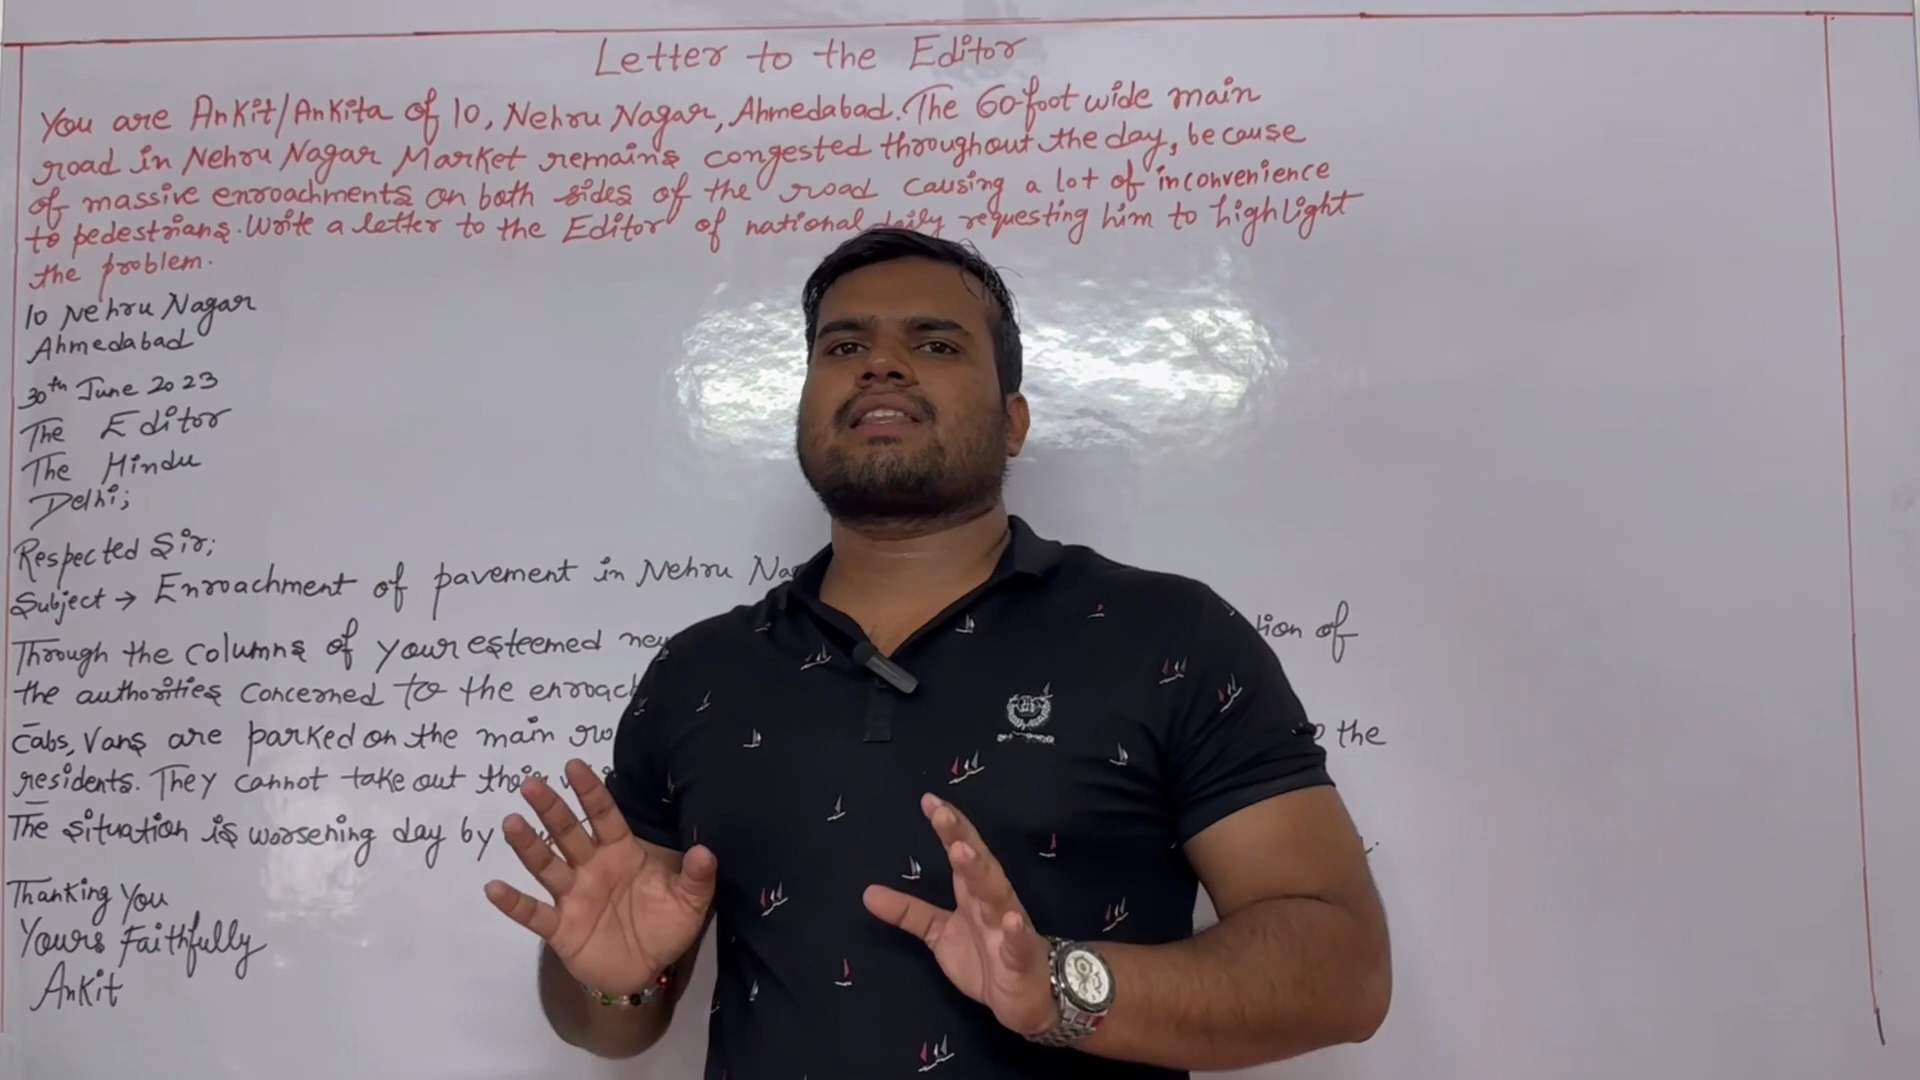 Letter to the Editor
You are Ankit/Ankita of 10, Nehru Nagar, Ahmedabad. The 60-foot wide main
road in Nehru Nagar Market remains congested throughout the day, because
of massive enroachments on both sides of the road causing a lot of inconvenience
to pedestrians. Write a letter to the Editor of national daily requesting him to highlight
the problem.
10 Nehru Nagar
Ahmedabad
30th June 2023
The Editor
The Hindu
Delhi;
Respected Sir;
Subject → Enroachment of pavement in Nehru
Through the columns of your esteemed of
the authorities concerned to the
Cabs, Vans are parked on the main the
residents. They cannot take out
The situation is worsening day by
Thanking You
Yours Faithfully
Ankit